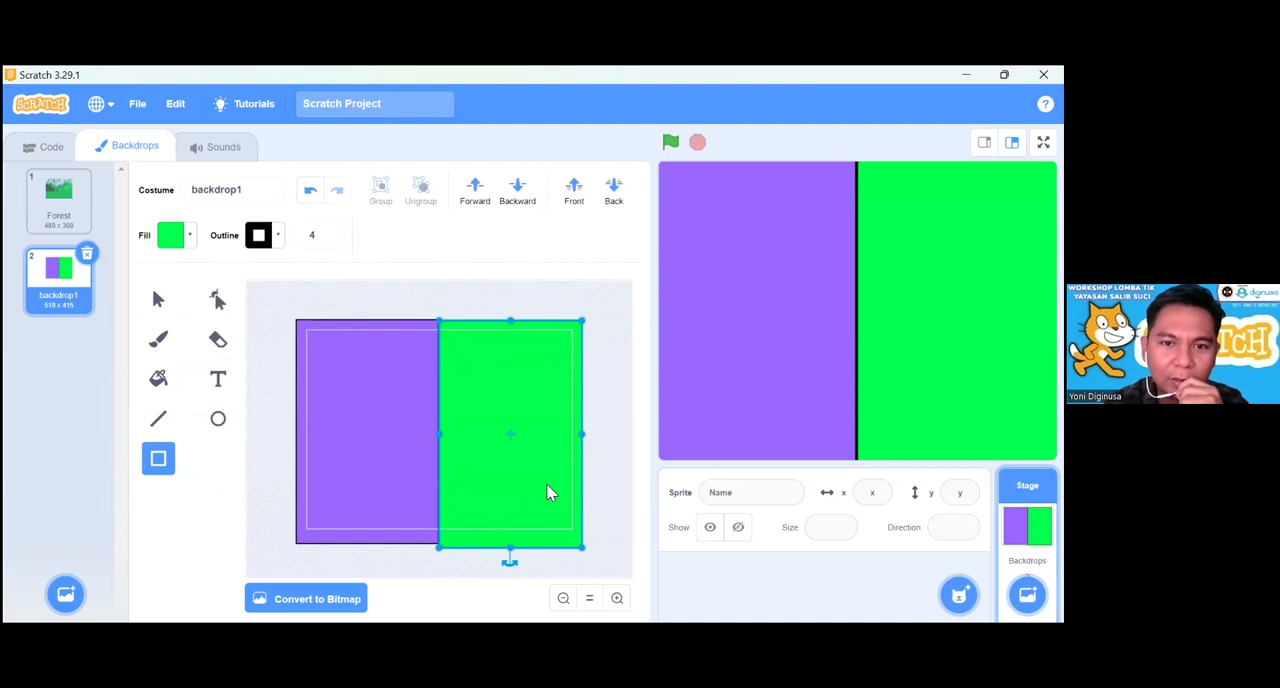 Scratch 3.29.1
SCRATCH
File
Edit
Tutorials
Scratch Project
?
Code
Backdrops
Sounds
1
Forest
480 x 360
2
backdrop1
519 x 415
Costume
backdrop1
Group
Ungroup
Forward
Backward
Front
Back
Fill
Outline
4
T
Convert to Bitmap
Sprite
Name
x
x
y
y
Show
Size
Direction
Stage
Backdrops
WORKSHOP LOMBA TIK
YAYASAN SALIB SUCI
diginusa
TCH
Yoni Diginusa